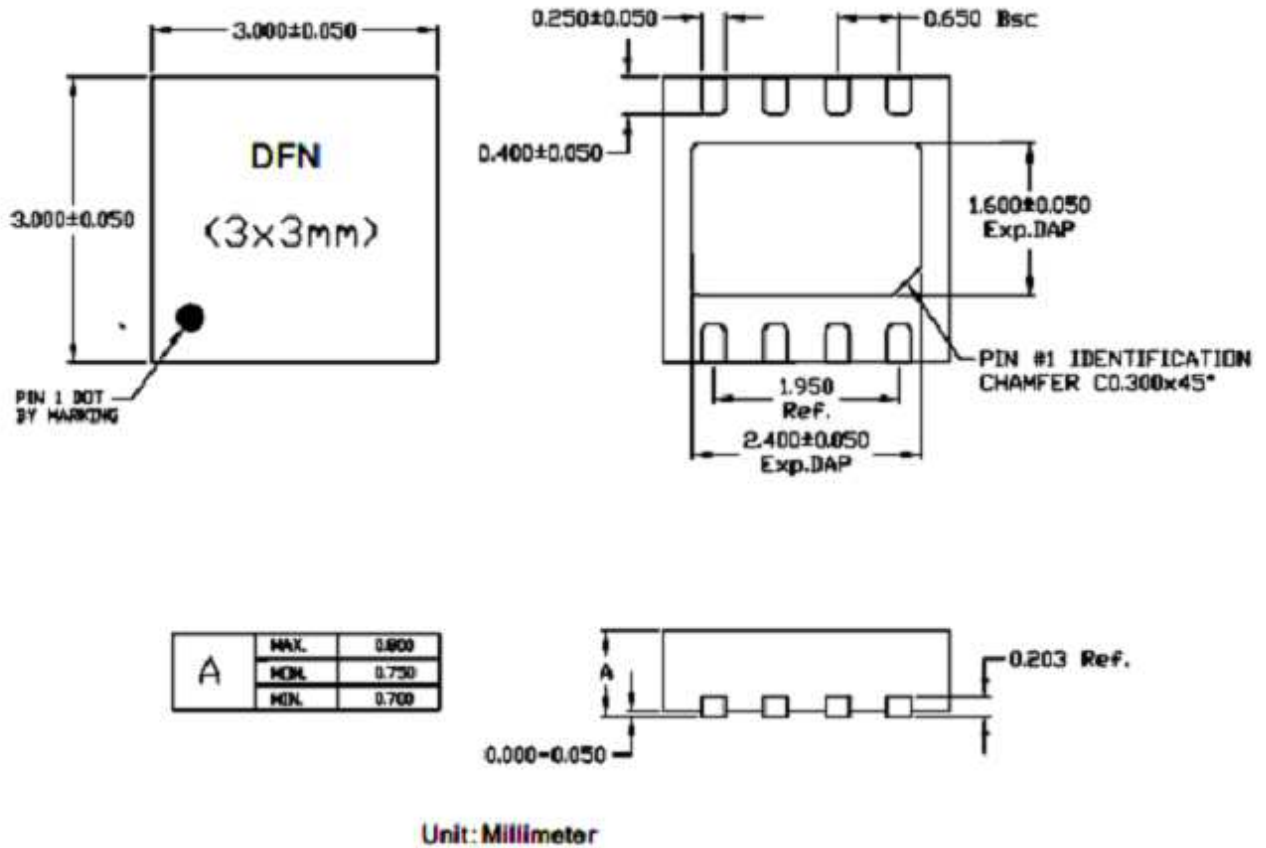 3.000±0.050
0.250±0.050
0.650 Bsc
DFN
(3x3mm)
3.000±0.050
0.400±0.050
1.600±0.050
Exp.DAP
PIN 1 DOT
BY MARKING
PIN #1 IDENTIFICATION
CHAMFER C0.300x45°
1.950
Ref.
2.400±0.050
Exp.DAP
A
MAX. 0.800
NOM. 0.750
MIN. 0.700
A
0.203 Ref.
0.000-0.050
Unit: Millimeter